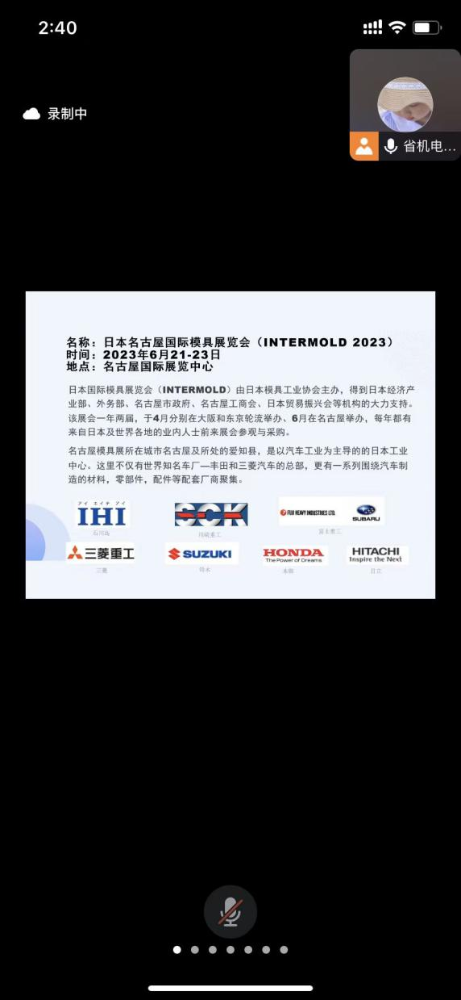 2:40
录制中
省机电...
名称：日本名古屋国际模具展览会（INTERMOLD 2023）
时间：2023年6月21-23日
地点：名古屋国际展览中心
日本国际模具展览会（INTERMOLD）由日本模具工业协会主办，得到日本经济产
业部、外务部、名古屋市政府、名古屋工商会、日本贸易振兴会等机构的大力支持。
该展会一年两届，于4月分别在大阪和东京轮流举办、6月在名古屋举办，每年都有
来自日本及世界各地的业内人士前来展会参观与采购。
名古屋模具展所在城市名古屋及所处的爱知县，是以汽车工业为主导的的日本工业
中心。这里不仅有世界知名车厂—丰田和三菱汽车的总部，更有一系列围绕汽车制
造的材料，零部件，配件等配套厂商聚集。
アイ エイチ アイ
IHI
石川岛
SCK
川崎重工
FUJI HEAVY INDUSTRIES LTD.
SUBARU
富士重工
三菱重工
三菱
SUZUKI
铃木
HONDA
The Power of Dreams
本田
HITACHI
Inspire the Next
日立